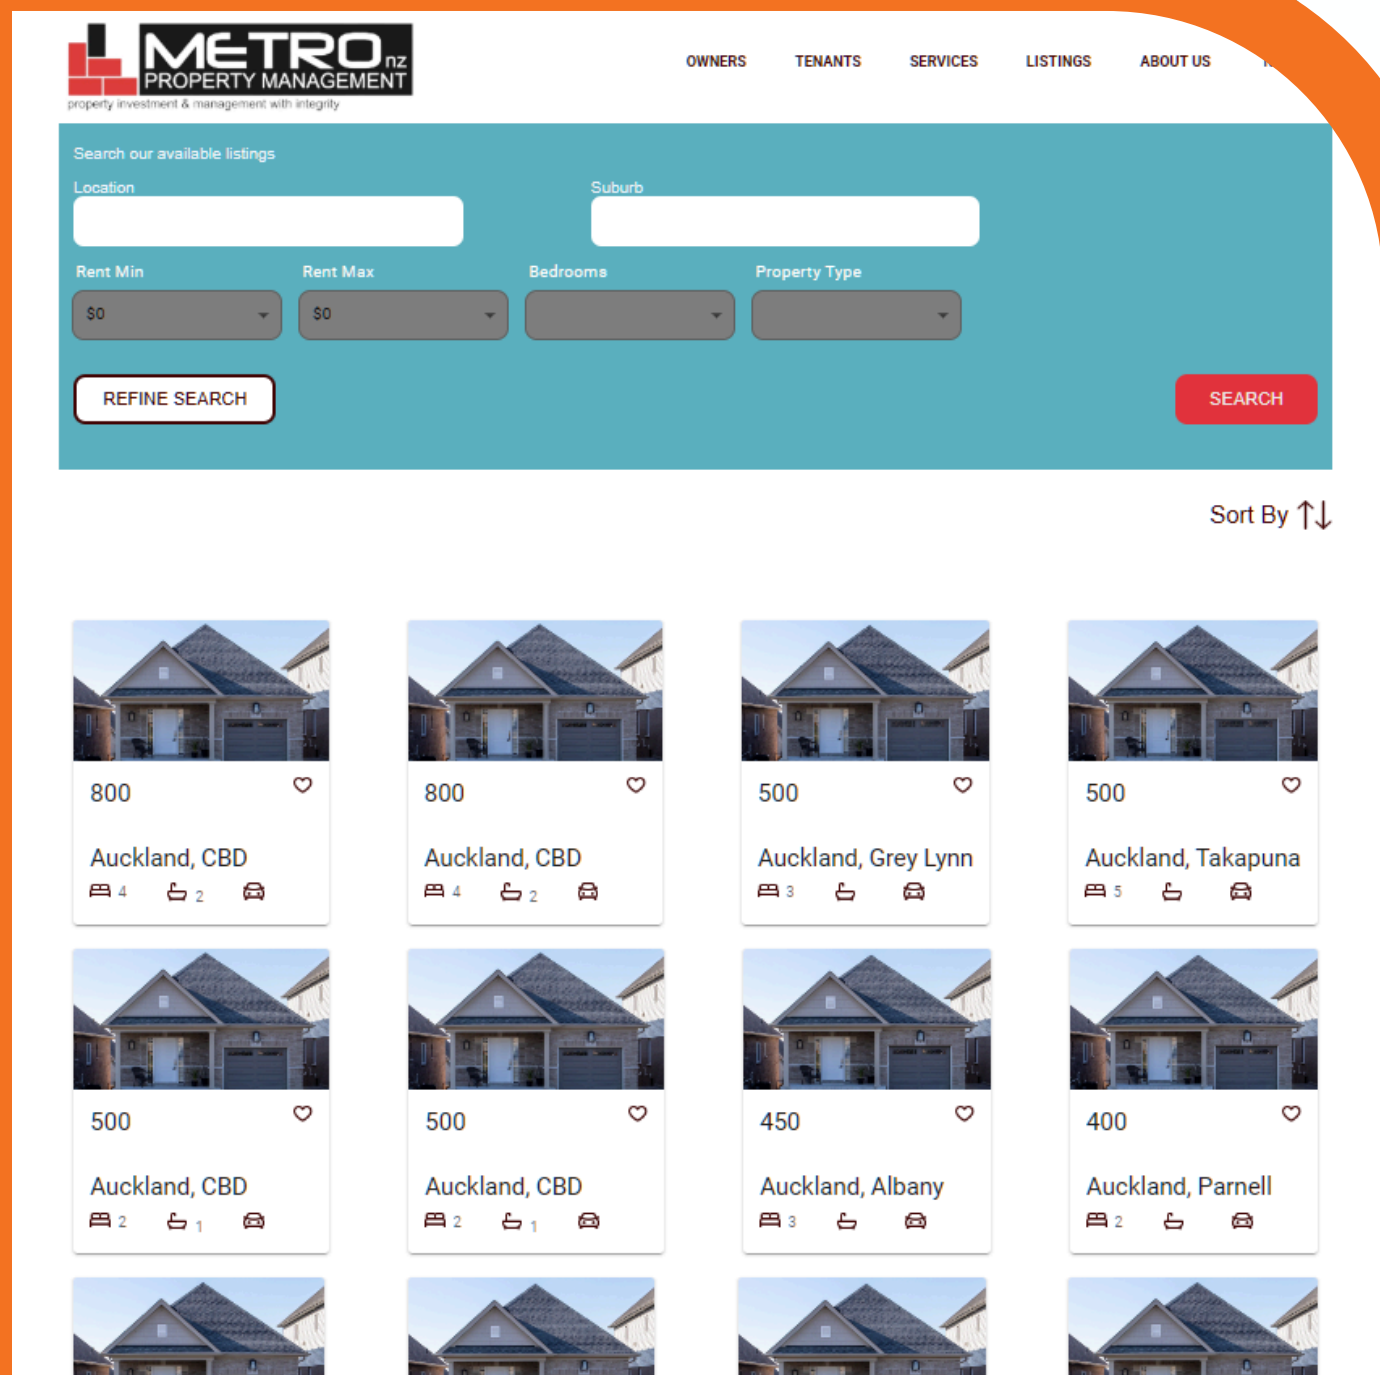 METRO nz
PROPERTY MANAGEMENT
property investment & management with integrity
OWNERS TENANTS SERVICES LISTINGS ABOUT US
Search our available listings
Location Suburb
Rent Min Rent Max Bedrooms Property Type
$0 $0
REFINE SEARCH SEARCH
Sort By
800 800 500 500
Auckland, CBD Auckland, CBD Auckland, Grey Lynn Auckland, Takapuna
4 2 4 2 3 5
500 500 450 400
Auckland, CBD Auckland, CBD Auckland, Albany Auckland, Parnell
2 1 2 1 3 2